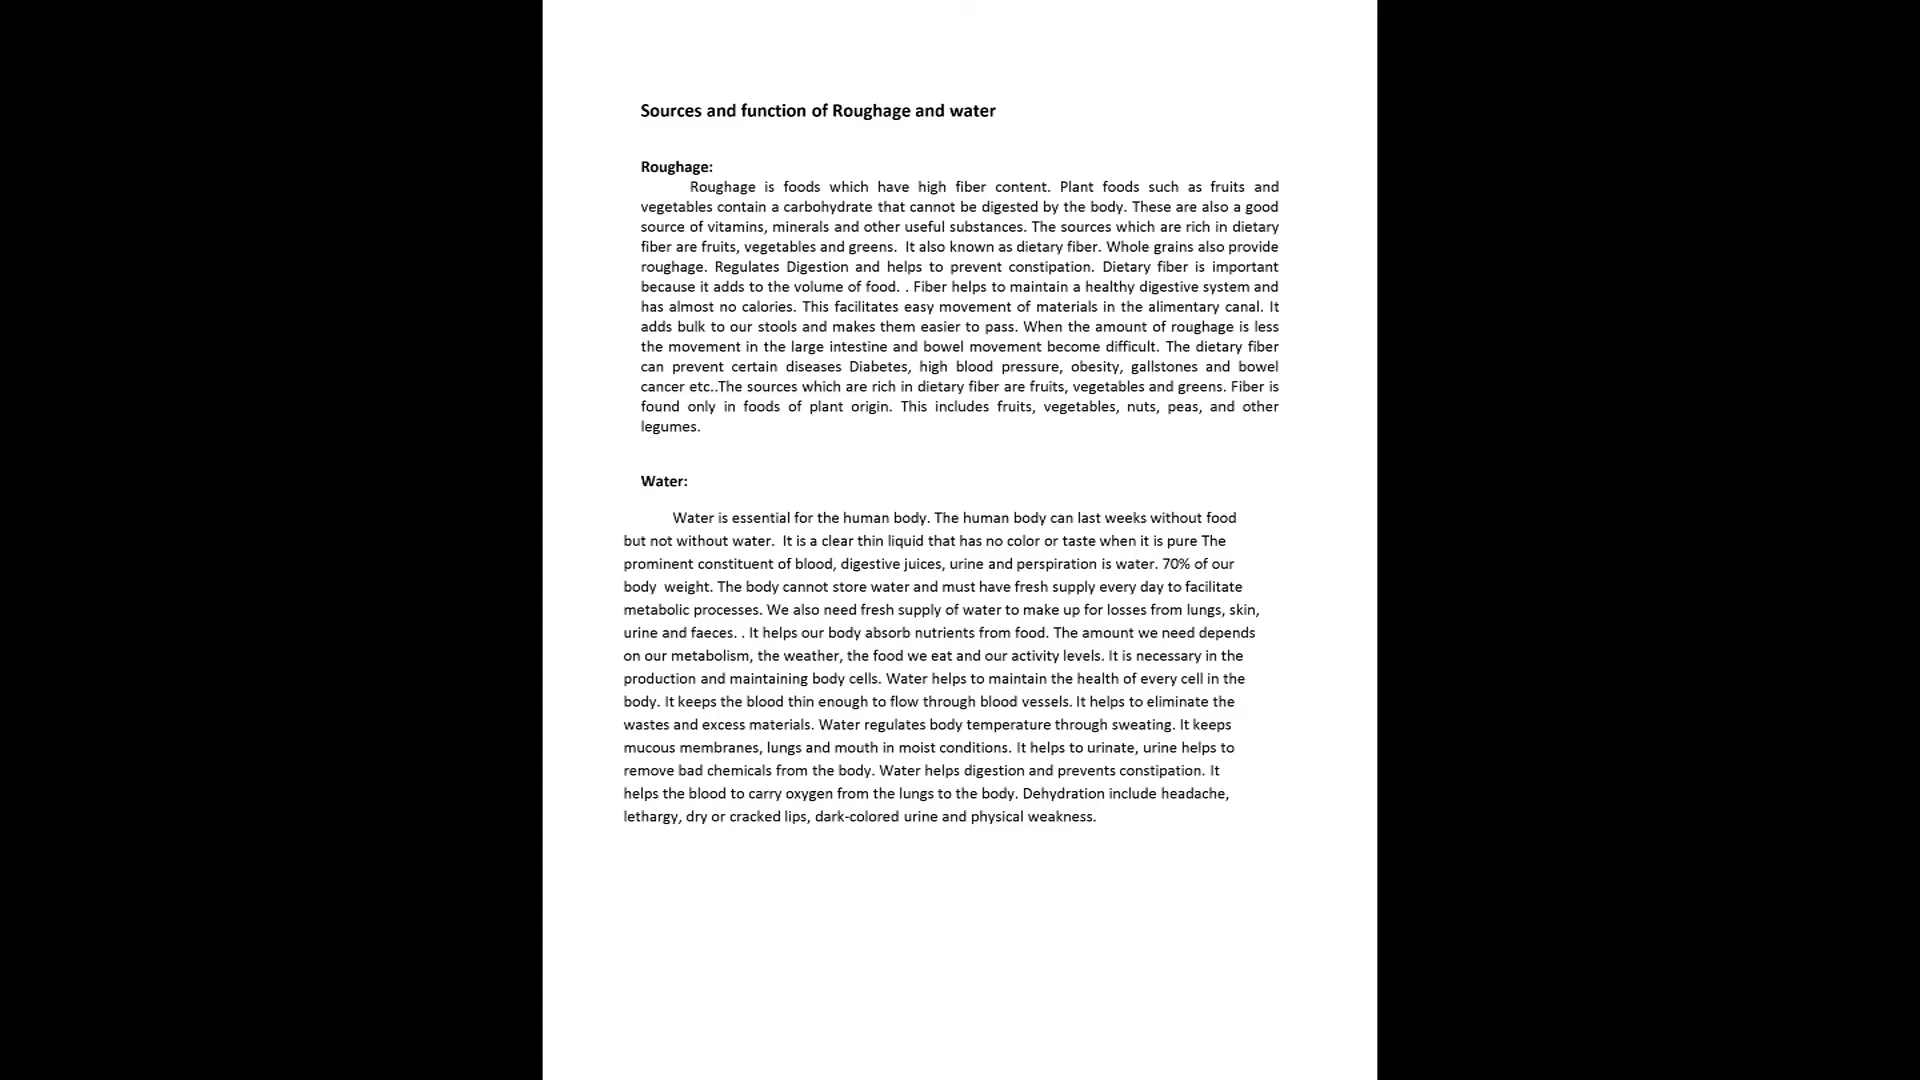 Sources and function of Roughage and water
Roughage:
Roughage is foods which have high fiber content. Plant foods such as fruits and
vegetables contain a carbohydrate that cannot be digested by the body. These are also a good
source of vitamins, minerals and other useful substances. The sources which are rich in dietary
fiber are fruits, vegetables and greens.  It also known as dietary fiber. Whole grains also provide
roughage. Regulates Digestion and helps to prevent constipation. Dietary fiber is important
because it adds to the volume of food. . Fiber helps to maintain a healthy digestive system and
has almost no calories. This facilitates easy movement of materials in the alimentary canal. It
adds bulk to our stools and makes them easier to pass. When the amount of roughage is less
the movement in the large intestine and bowel movement become difficult. The dietary fiber
can prevent certain diseases Diabetes, high blood pressure, obesity, gallstones and bowel
cancer etc..The sources which are rich in dietary fiber are fruits, vegetables and greens. Fiber is
found only in foods of plant origin. This includes fruits, vegetables, nuts, peas, and other
legumes.
Water:
Water is essential for the human body. The human body can last weeks without food
but not without water.  It is a clear thin liquid that has no color or taste when it is pure The
prominent constituent of blood, digestive juices, urine and perspiration is water. 70% of our
body  weight. The body cannot store water and must have fresh supply every day to facilitate
metabolic processes. We also need fresh supply of water to make up for losses from lungs, skin,
urine and faeces. . It helps our body absorb nutrients from food. The amount we need depends
on our metabolism, the weather, the food we eat and our activity levels. It is necessary in the
production and maintaining body cells. Water helps to maintain the health of every cell in the
body. It keeps the blood thin enough to flow through blood vessels. It helps to eliminate the
wastes and excess materials. Water regulates body temperature through sweating. It keeps
mucous membranes, lungs and mouth in moist conditions. It helps to urinate, urine helps to
remove bad chemicals from the body. Water helps digestion and prevents constipation. It
helps the blood to carry oxygen from the lungs to the body. Dehydration include headache,
lethargy, dry or cracked lips, dark-colored urine and physical weakness.